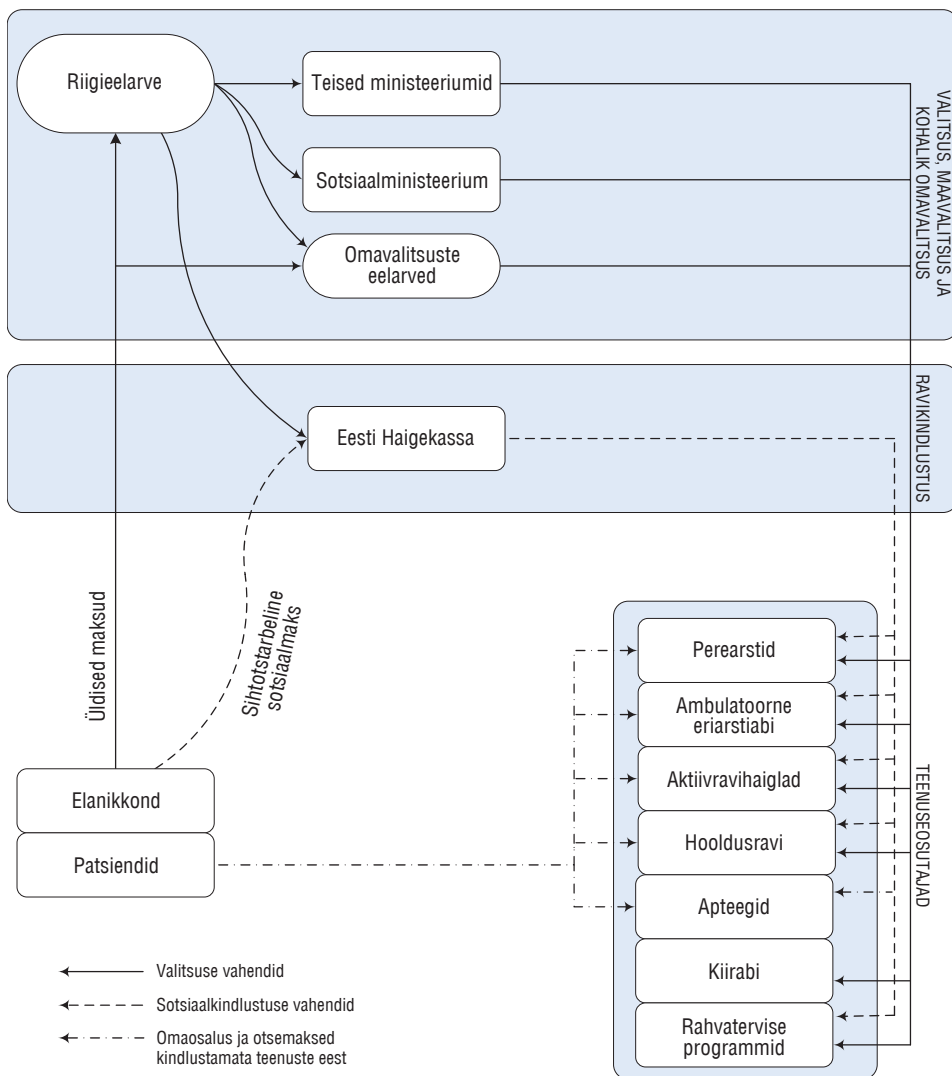 Riigieelarve
Teised ministeeriumid
Sotsiaalministeerium
Omavalitsuste
eelarved
VALITSUS, MAAVALITSUS JA
KOHALIK OMAVALITSUS
Eesti Haigekassa
RAVIKINDLUSTUS
Üldised maksud
Sihtotstarbeline
sotsiaalmaks
Elanikkond
Patsiendid
Perearstid
Ambulatoorne
eriarstiabi
Aktiivravihaiglad
Hooldusravi
Apteegid
Kiirabi
Rahvatervise
programmid
TEENUSEOSUTAJAD
Valitsuse vahendid
Sotsiaalkindlustuse vahendid
Omaosalus ja otsemaksed
kindlustamata teenuste eest